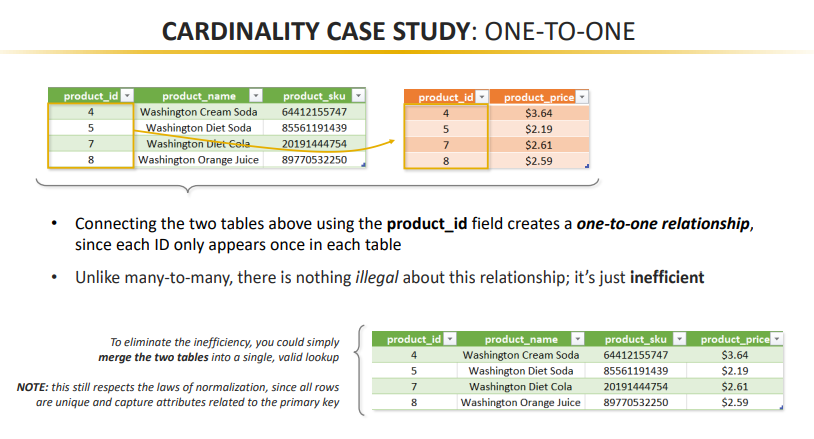 CARDINALITY CASE STUDY: ONE-TO-ONE
product_id product_name product_sku
4 Washington Cream Soda 64412155747
5 Washington Diet Soda 85561191439
7 Washington Diet Cola 20191444754
8 Washington Orange Juice 89770532250
product_id product_price
4 $3.64
5 $2.19
7 $2.61
8 $2.59
• Connecting the two tables above using the product_id field creates a one-to-one relationship,
since each ID only appears once in each table
• Unlike many-to-many, there is nothing illegal about this relationship; it’s just inefficient
To eliminate the inefficiency, you could simply
merge the two tables into a single, valid lookup
NOTE: this still respects the laws of normalization, since all rows
are unique and capture attributes related to the primary key
product_id product_name product_sku product_price
4 Washington Cream Soda 64412155747 $3.64
5 Washington Diet Soda 85561191439 $2.19
7 Washington Diet Cola 20191444754 $2.61
8 Washington Orange Juice 89770532250 $2.59